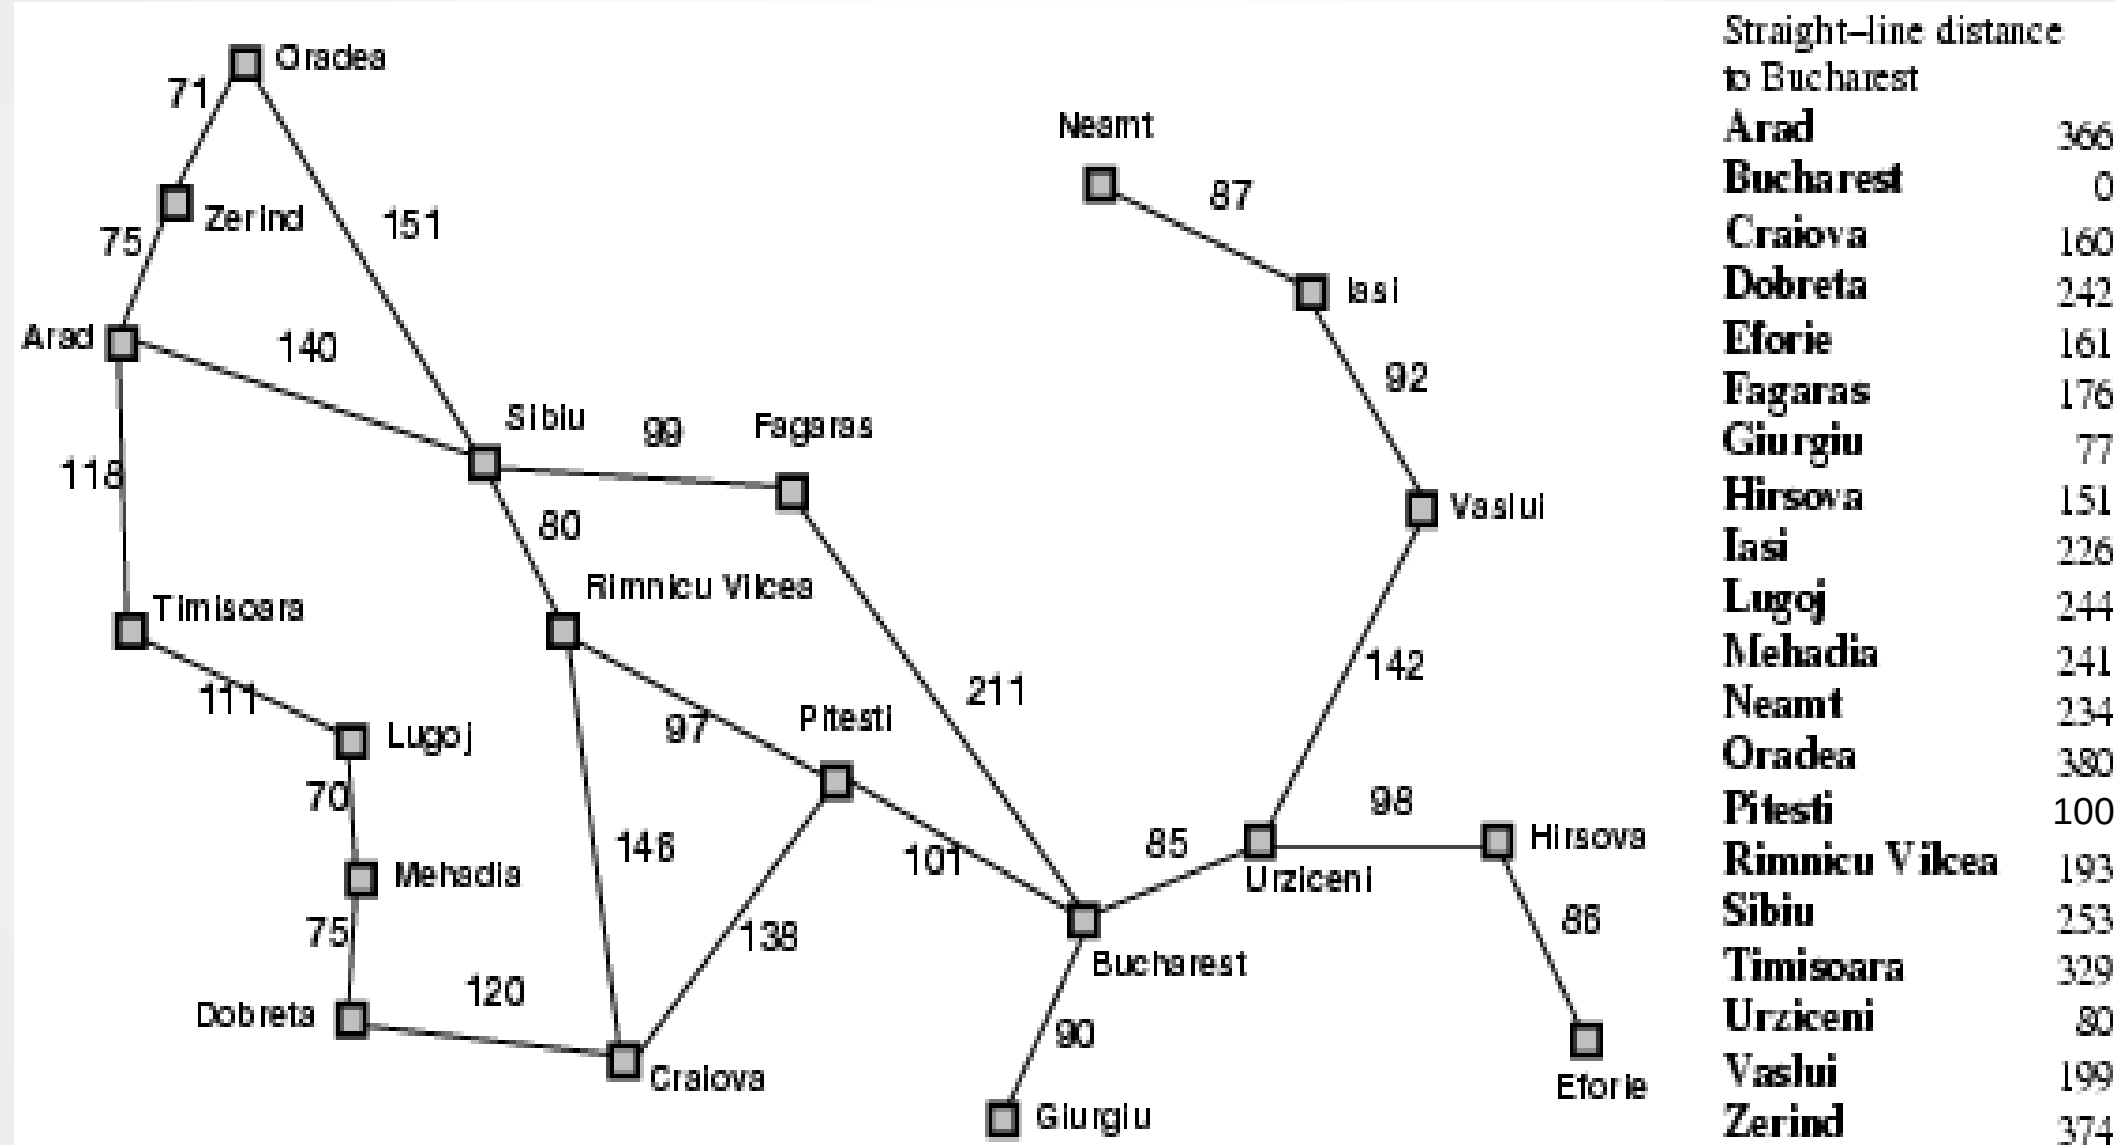 Oradea
71
Neamt
87
Zerind
151
75
Iasi
Arad
140
92
Sibiu
99
Fagaras
118
80
Vaslui
Rimnicu Vilcea
Timisoara
142
111
211
97
Pitesti
Lugoj
70
98
146
101
85
Hirsova
Mehadia
Urziceni
75
138
86
Bucharest
120
Dobreta
90
Craiova
Eforie
Giurgiu
Straight–line distance
to Bucharest
Arad 366
Bucharest 0
Craiova 160
Dobreta 242
Eforie 161
Fagaras 176
Giurgiu 77
Hirsova 151
Iasi 226
Lugoj 244
Mehadia 241
Neamt 234
Oradea 380
Pitesti 100
Rimnicu Vilcea 193
Sibiu 253
Timisoara 329
Urziceni 80
Vaslui 199
Zerind 374